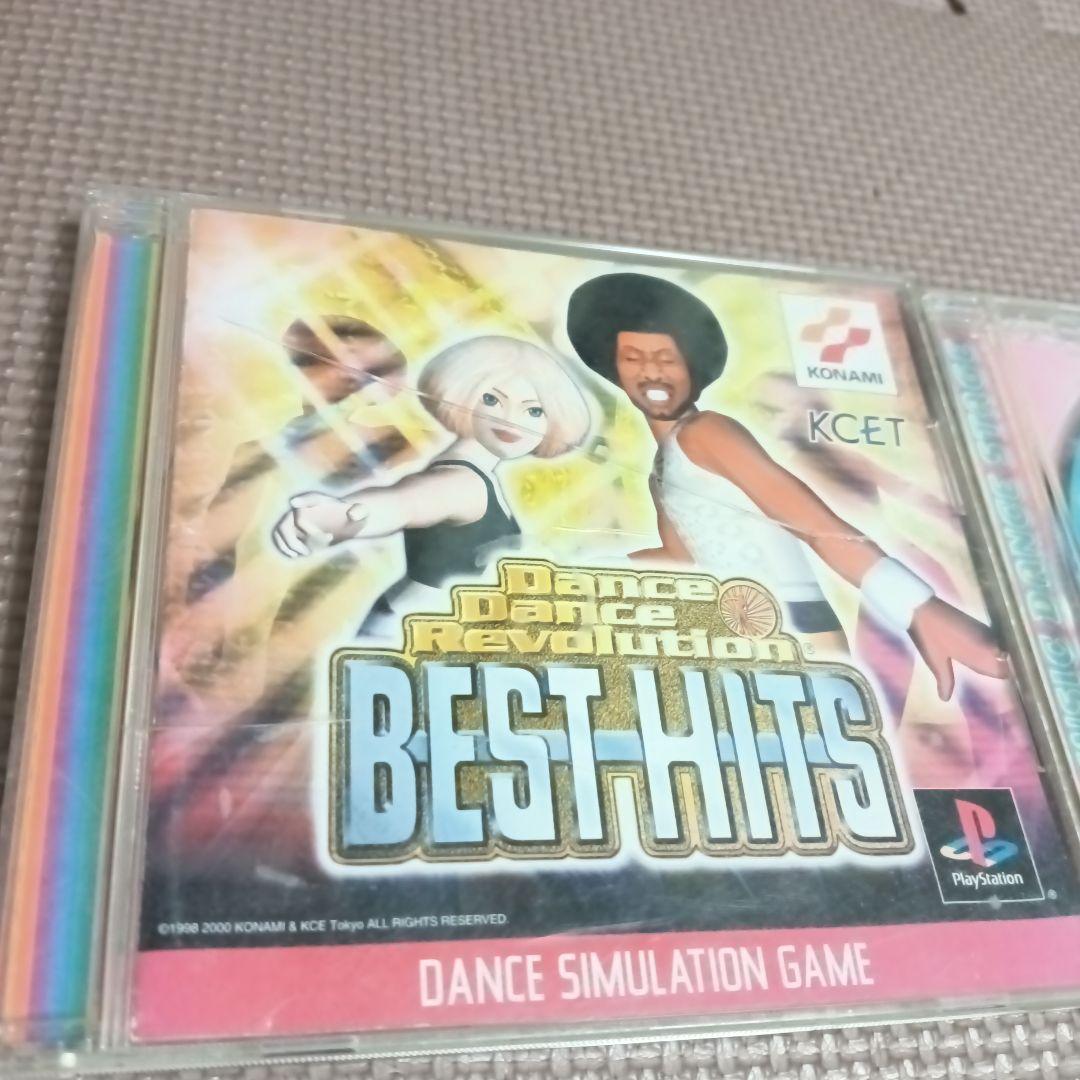 KONAMI
KCET
Dance
Dance
Revolution®
BEST HITS
PlayStation
®
©1998 2000 KONAMI & KCE Tokyo ALL RIGHTS RESERVED.
DANCE SIMULATION GAME